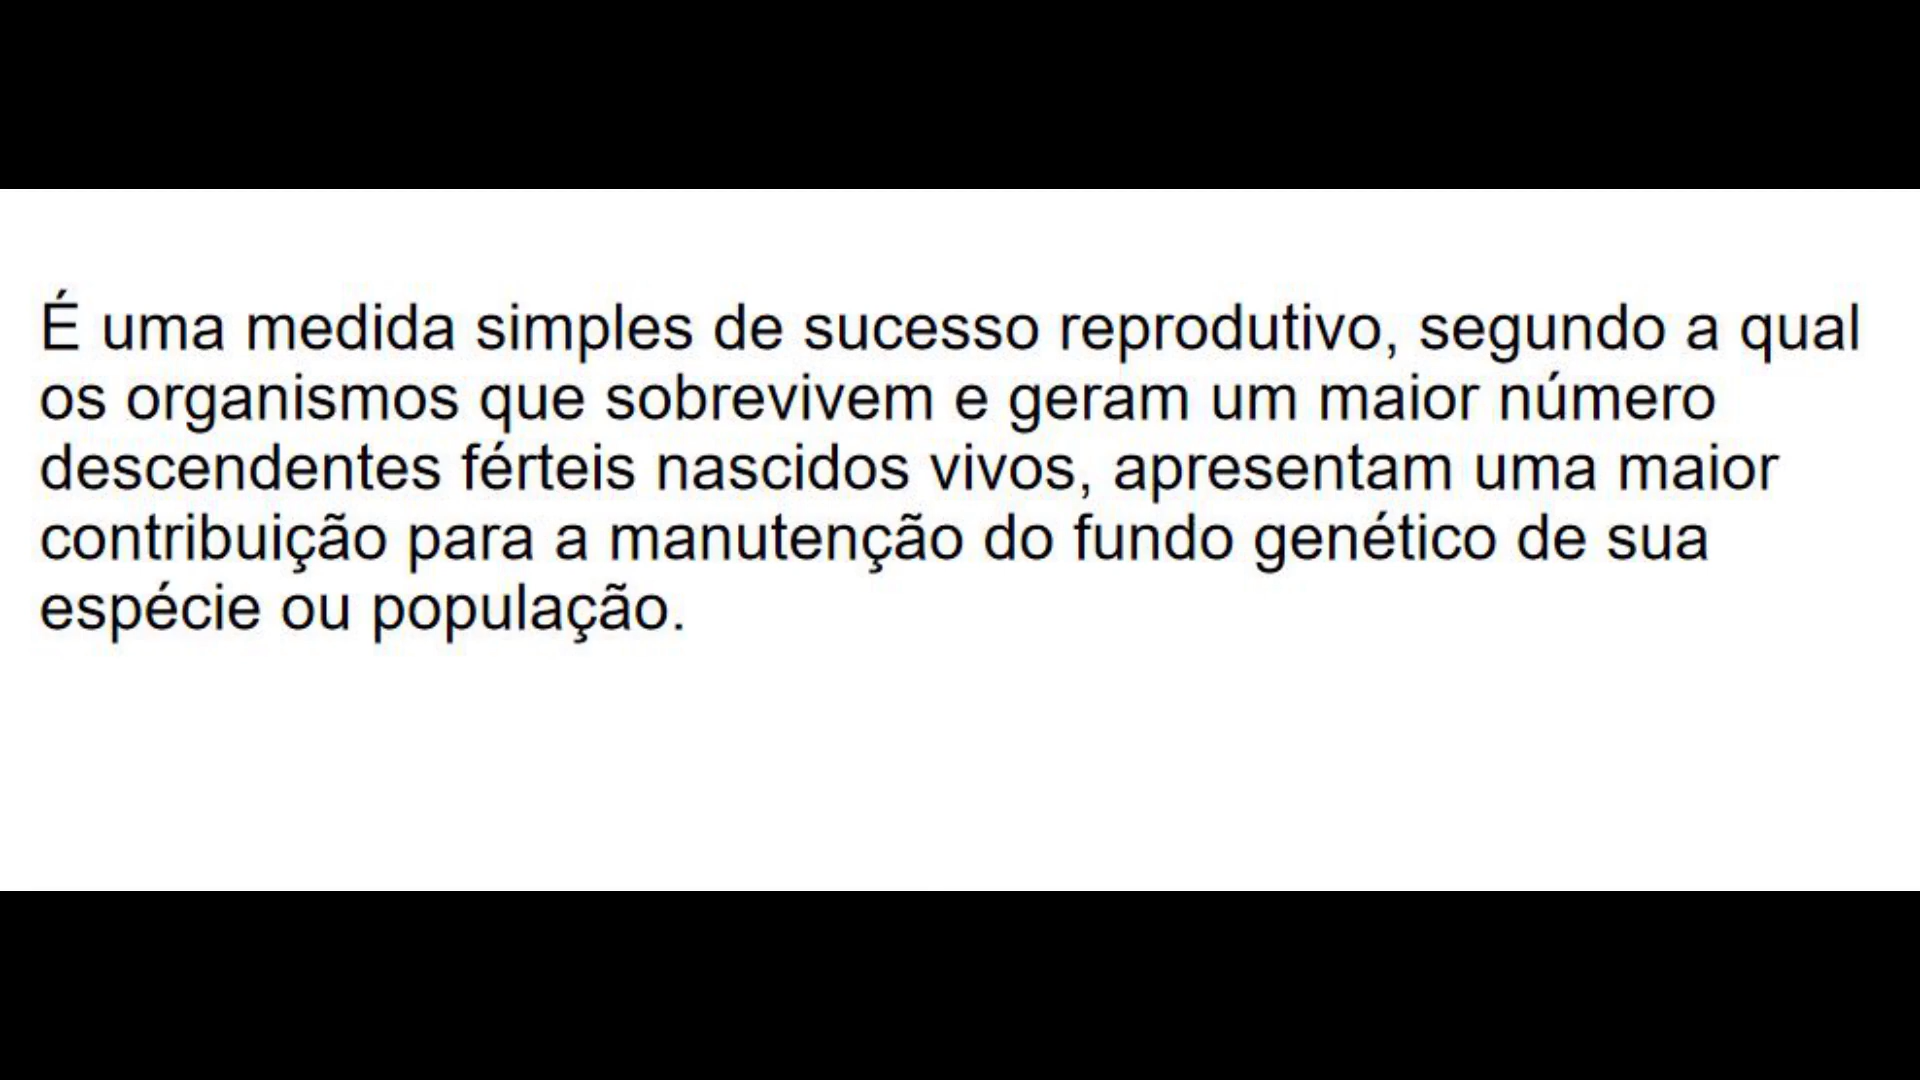 É uma medida simples de sucesso reprodutivo, segundo a qual
os organismos que sobrevivem e geram um maior número
descendentes férteis nascidos vivos, apresentam uma maior
contribuição para a manutenção do fundo genético de sua
espécie ou população.